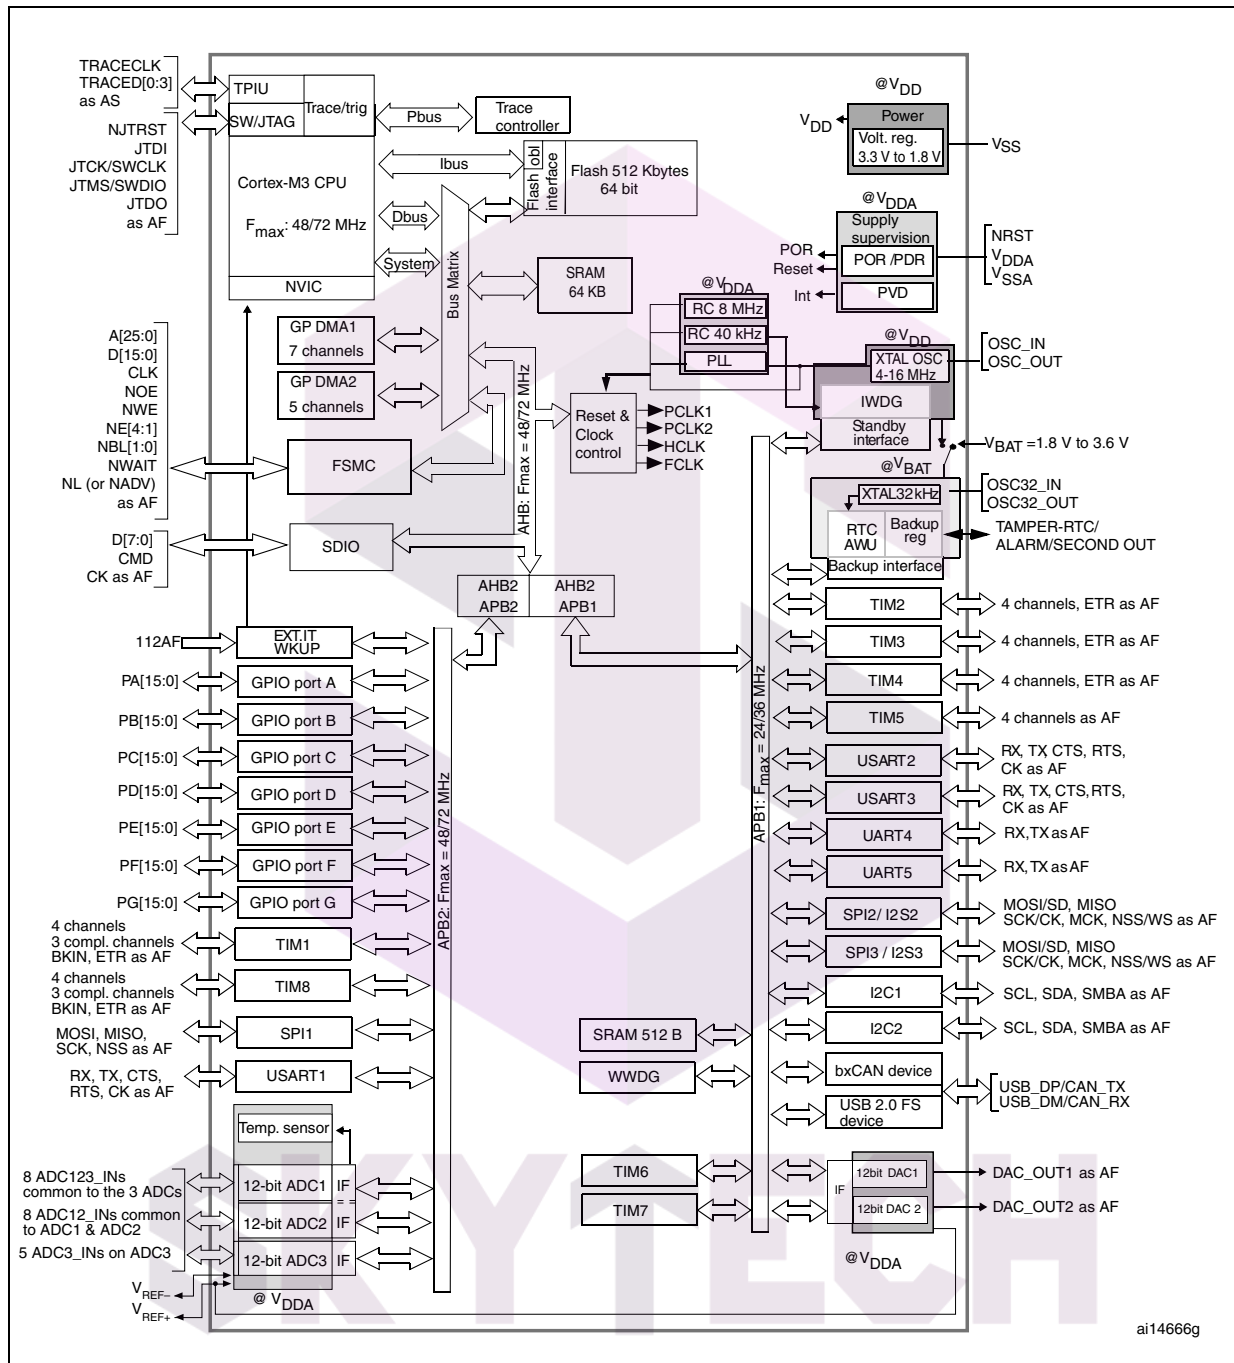 TRACECLK
TRACED[0:3]
as AS
NJTRST
JTDI
JTCK/SWCLK
JTMS/SWDIO
JTDO
as AF
TPIU
Trace/trig
SW/JTAG
Cortex-M3 CPU
Fmax: 48/72 MHz
NVIC
Pbus
Trace
controller
Ibus
Flash obl
interface
Flash 512 Kbytes
64 bit
Dbus
System
Bus Matrix
SRAM
64 KB
GP DMA1
7 channels
GP DMA2
5 channels
@VDD
Power
VDD
Volt. reg.
3.3 V to 1.8 V
VSS
@VDDA
Supply
supervision
POR
Reset
Int
POR /PDR
PVD
NRST
VDDA
VSSA
@VDDA
RC 8 MHz
RC 40 kHz
PLL
@VDD
XTAL OSC
4-16 MHz
OSC_IN
OSC_OUT
IWDG
Standby
interface
VBAT =1.8 V to 3.6 V
Reset &
Clock
control
PCLK1
PCLK2
HCLK
FCLK
@VBAT
XTAL32kHz
OSC32_IN
OSC32_OUT
RTC
AWU
Backup
reg
TAMPER-RTC/
ALARM/SECOND OUT
Backup interface
A[25:0]
D[15:0]
CLK
NOE
NWE
NE[4:1]
NBL[1:0]
NWAIT
NL (or NADV)
as AF
FSMC
AHB: Fmax = 48/72 MHz
D[7:0]
CMD
CK as AF
SDIO
AHB2
APB2
AHB2
APB1
112AF
EXT.IT
WKUP
PA[15:0]
GPIO port A
PB[15:0]
GPIO port B
PC[15:0]
GPIO port C
PD[15:0]
GPIO port D
PE[15:0]
GPIO port E
PF[15:0]
GPIO port F
PG[15:0]
GPIO port G
4 channels
3 compl. channels
BKIN, ETR as AF
TIM1
4 channels
3 compl. channels
BKIN, ETR as AF
TIM8
MOSI, MISO,
SCK, NSS as AF
SPI1
RX, TX, CTS,
RTS, CK as AF
USART1
APB2: Fmax = 48/72 MHz
Temp. sensor
8 ADC123_INs
common to the 3 ADCs
12-bit ADC1
IF
8 ADC12_INs common
to ADC1 & ADC2
12-bit ADC2
IF
5 ADC3_INs on ADC3
12-bit ADC3
IF
VREF–
VREF+
@ VDDA
APB1: Fmax = 24/36 MHz
TIM2
4 channels, ETR as AF
TIM3
4 channels, ETR as AF
TIM4
4 channels, ETR as AF
TIM5
4 channels as AF
USART2
RX, TX CTS, RTS,
CK as AF
USART3
RX, TX, CTS, RTS,
CK as AF
UART4
RX,TX as AF
UART5
RX,TX as AF
SPI2/ I2S2
MOSI/SD, MISO
SCK/CK, MCK, NSS/WS as AF
SPI3 / I2S3
MOSI/SD, MISO
SCK/CK, MCK, NSS/WS as AF
I2C1
SCL, SDA, SMBA as AF
I2C2
SCL, SDA, SMBA as AF
SRAM 512 B
WWDG
bxCAN device
USB 2.0 FS
device
USB_DP/CAN_TX
USB_DM/CAN_RX
TIM6
TIM7
IF
12bit DAC1
DAC_OUT1 as AF
12bit DAC 2
DAC_OUT2 as AF
@VDDA
SKYTECH
ai14666g